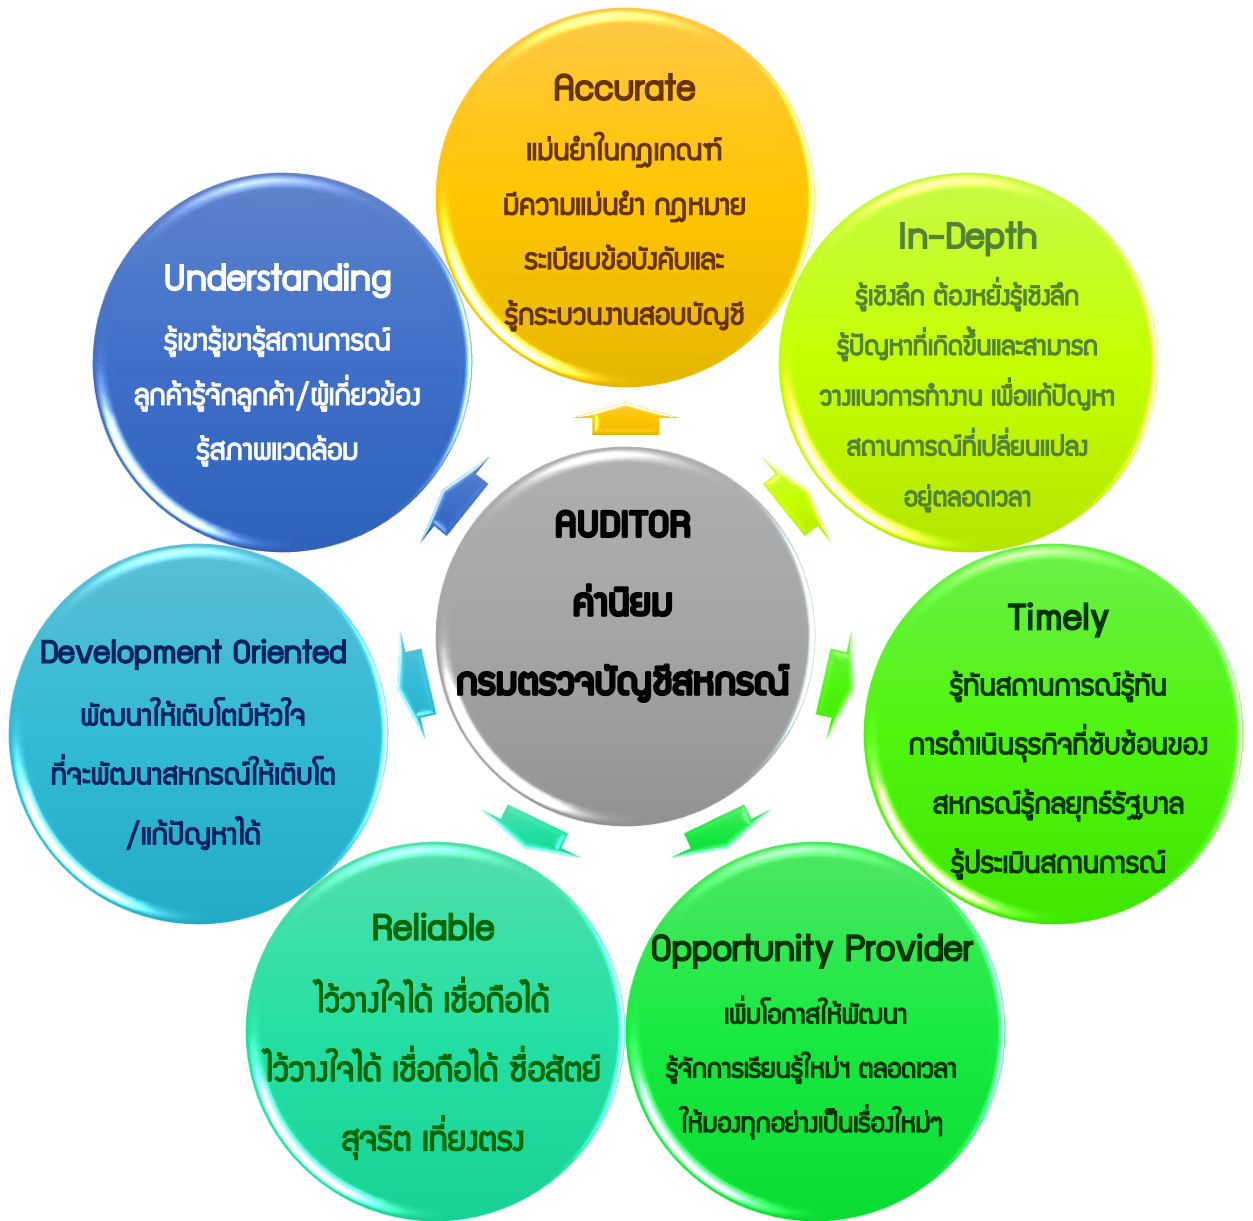 AUDITOR
ค่านิยม
กรมตรวจบัญชีสหกรณ์
Accurate
แม่นยำในกฎเกณฑ์
มีความแม่นยำ กฎหมาย
ระเบียบข้อบังคับและ
รู้กระบวนงานสอบบัญชี
In-Depth
รู้เชิงลึก ต้องหยั่งรู้เชิงลึก
รู้ปัญหาที่เกิดขึ้นและสามารถ
วางแนวการทำงาน เพื่อแก้ปัญหา
สถานการณ์ที่เปลี่ยนแปลง
อยู่ตลอดเวลา
Timely
รู้ทันสถานการณ์รู้ทัน
การดำเนินธุรกิจที่ซับซ้อนของ
สหกรณ์รู้กลยุทธ์รัฐบาล
รู้ประเมินสถานการณ์
Opportunity Provider
เพิ่มโอกาสให้พัฒนา
รู้จักการเรียนรู้ใหม่ฯ ตลอดเวลา
ให้มองทุกอย่างเป็นเรื่องใหม่ๆ
Reliable
ไว้วางใจได้ เชื่อถือได้
ไว้วางใจได้ เชื่อถือได้ ซื่อสัตย์
สุจริต เที่ยงตรง
Development Oriented
พัฒนาให้เติบโตมีหัวใจ
ที่จะพัฒนาสหกรณ์ให้เติบโต
/แก้ปัญหาได้
Understanding
รู้เขารู้เขารู้สถานการณ์
ลูกค้ารู้จักลูกค้า/ผู้เกี่ยวข้อง
รู้สภาพแวดล้อม